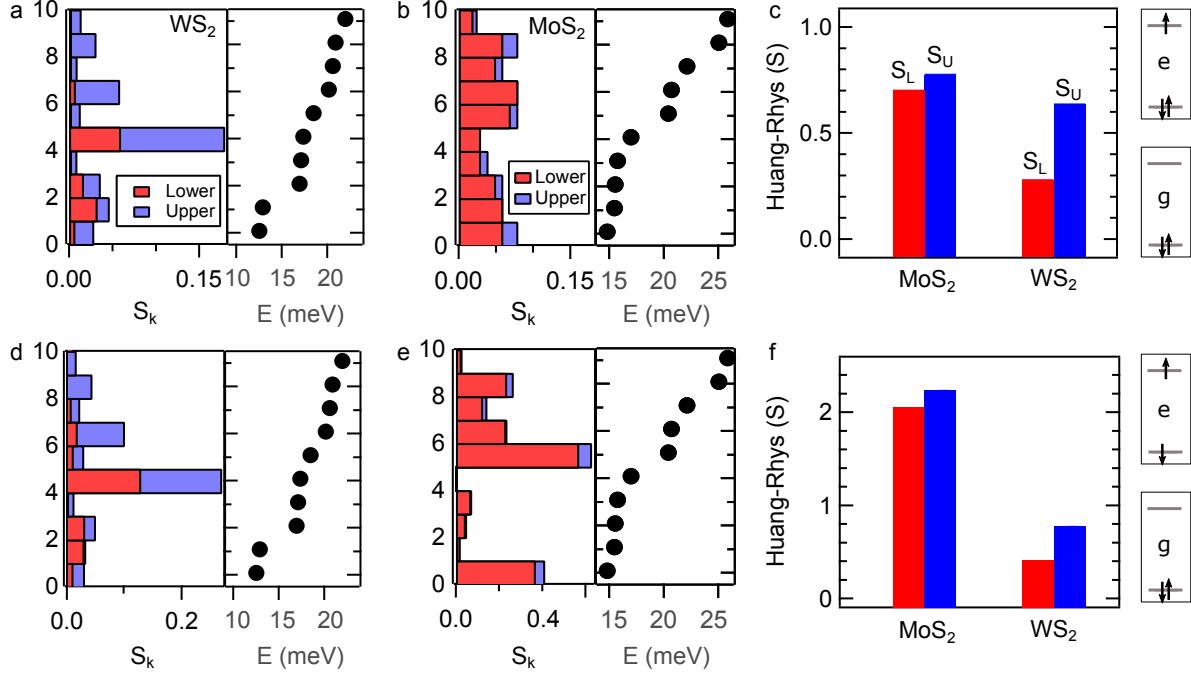 a
WS2
10
8
6
4
2
0
Lower
Upper
0.00
0.15
10
15
20
Sk
E (meV)
b
MoS2
10
8
6
4
2
0
Lower
Upper
0.00
0.15
15
20
25
Sk
E (meV)
c
Huang-Rhys (S)
1.0
0.5
0.0
SL
SU
SL
SU
MoS2
WS2
e
g
d
10
8
6
4
2
0
0.0
0.2
10
15
20
Sk
E (meV)
e
10
8
6
4
2
0
0.0
0.4
15
20
25
Sk
E (meV)
f
Huang-Rhys (S)
2
1
0
MoS2
WS2
e
g